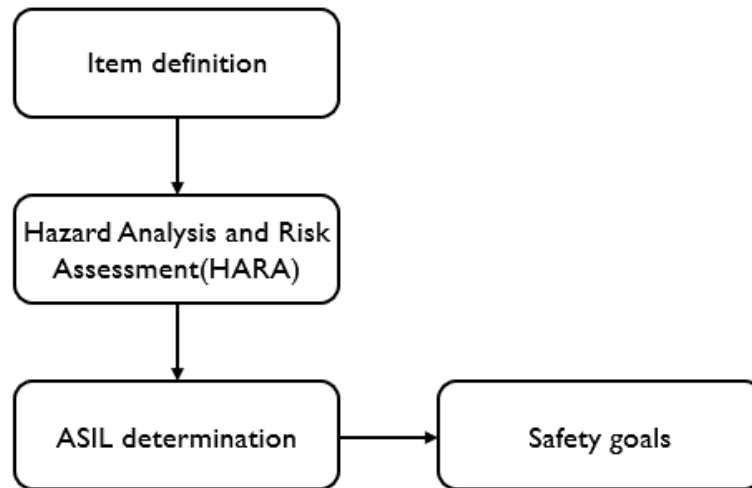 Item definition
Hazard Analysis and Risk
Assessment(HARA)
ASIL determination
Safety goals